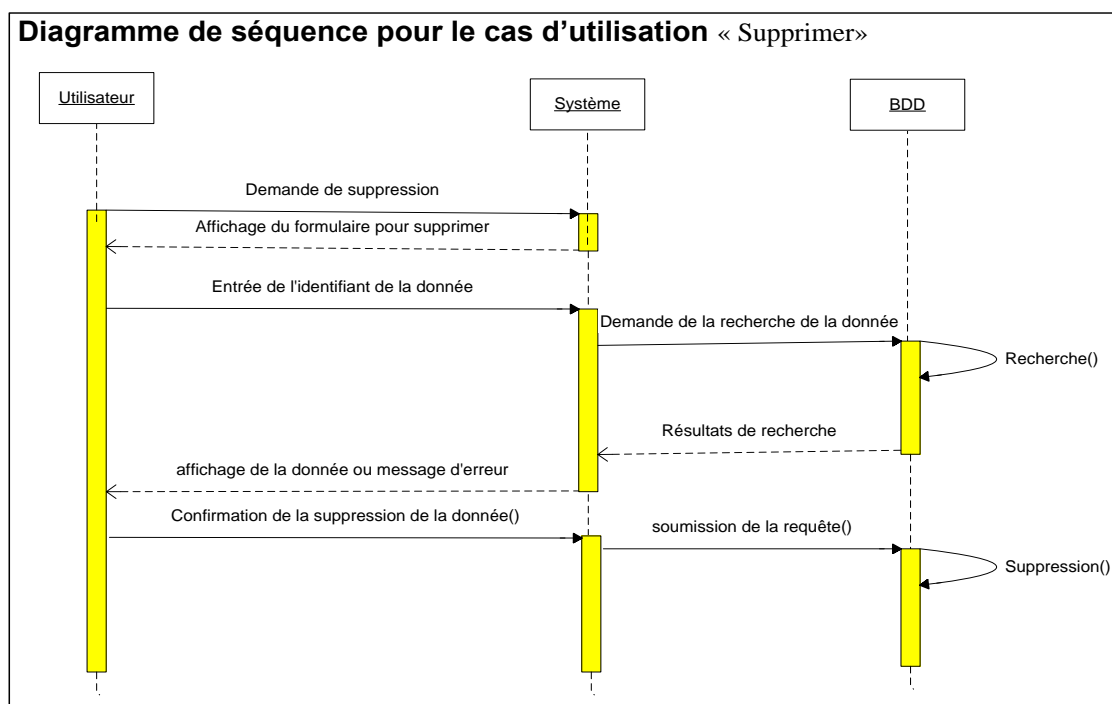 Diagramme de séquence pour le cas d'utilisation « Supprimer»
Utilisateur
Système
BDD
Demande de suppression
Affichage du formulaire pour supprimer
Entrée de l'identifiant de la donnée
Demande de la recherche de la donnée
Recherche()
Résultats de recherche
affichage de la donnée ou message d'erreur
Confirmation de la suppression de la donnée()
soumission de la requête()
Suppression()